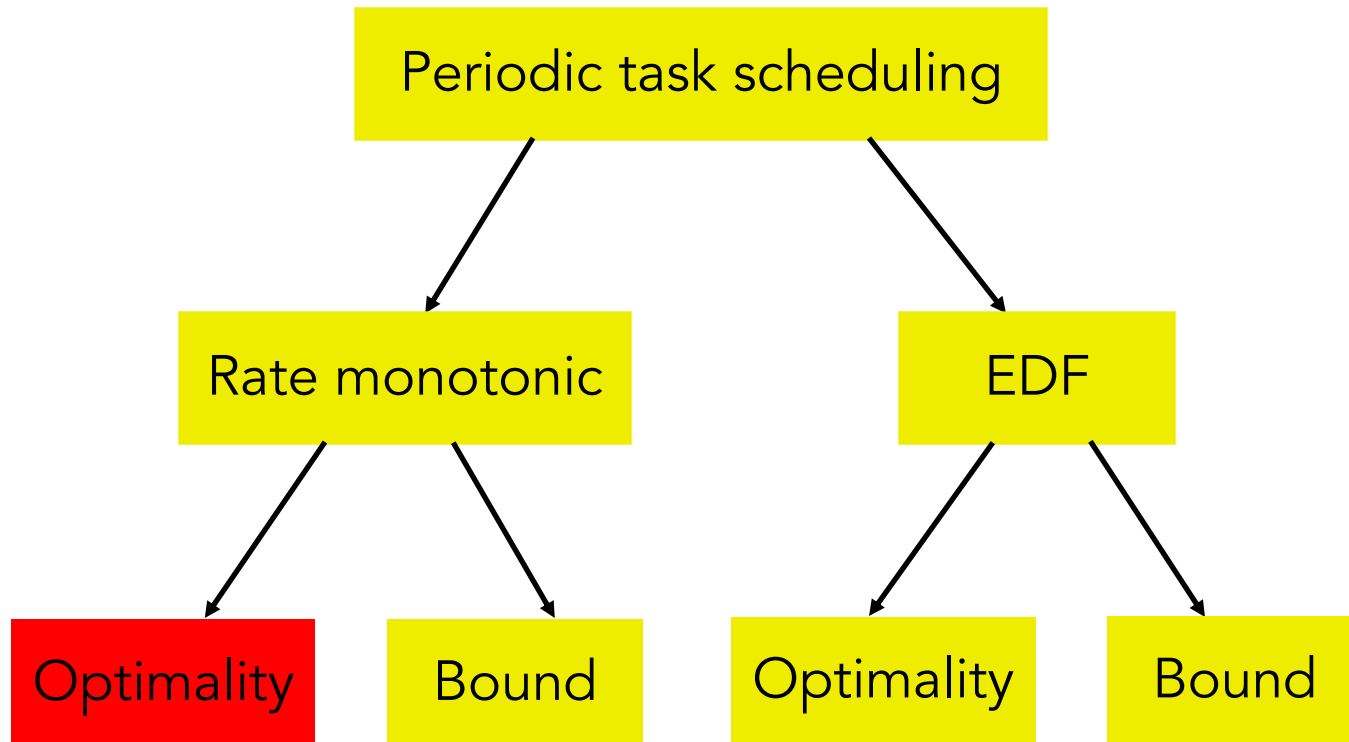 Periodic task scheduling
Rate monotonic
EDF
Optimality
Bound
Optimality
Bound